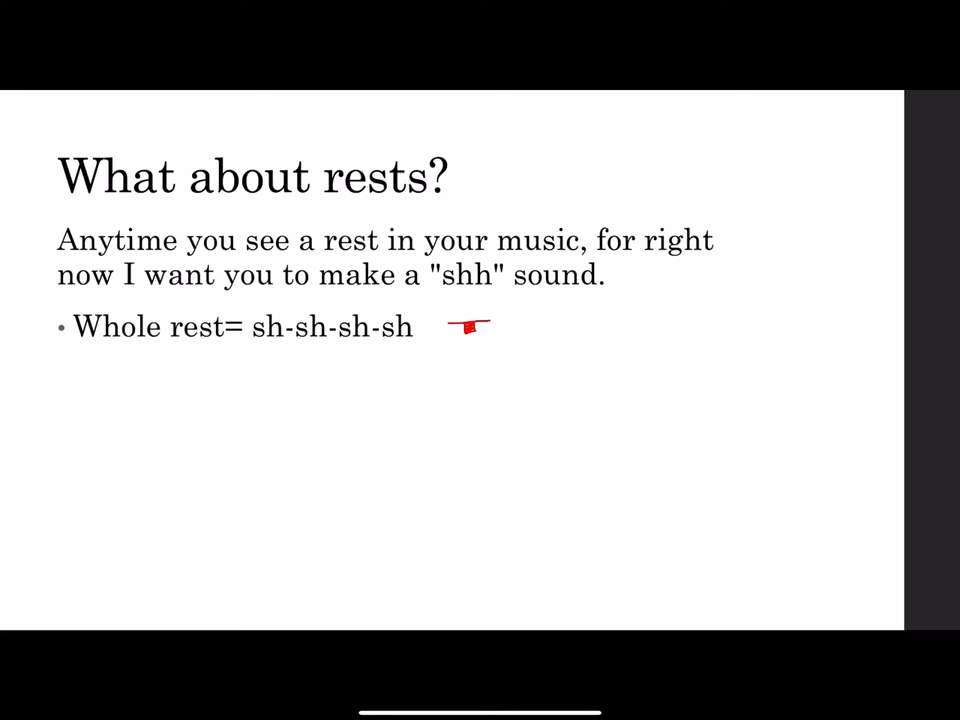 What about rests?
Anytime you see a rest in your music, for right
now I want you to make a "shh" sound.
• Whole rest= sh-sh-sh-sh